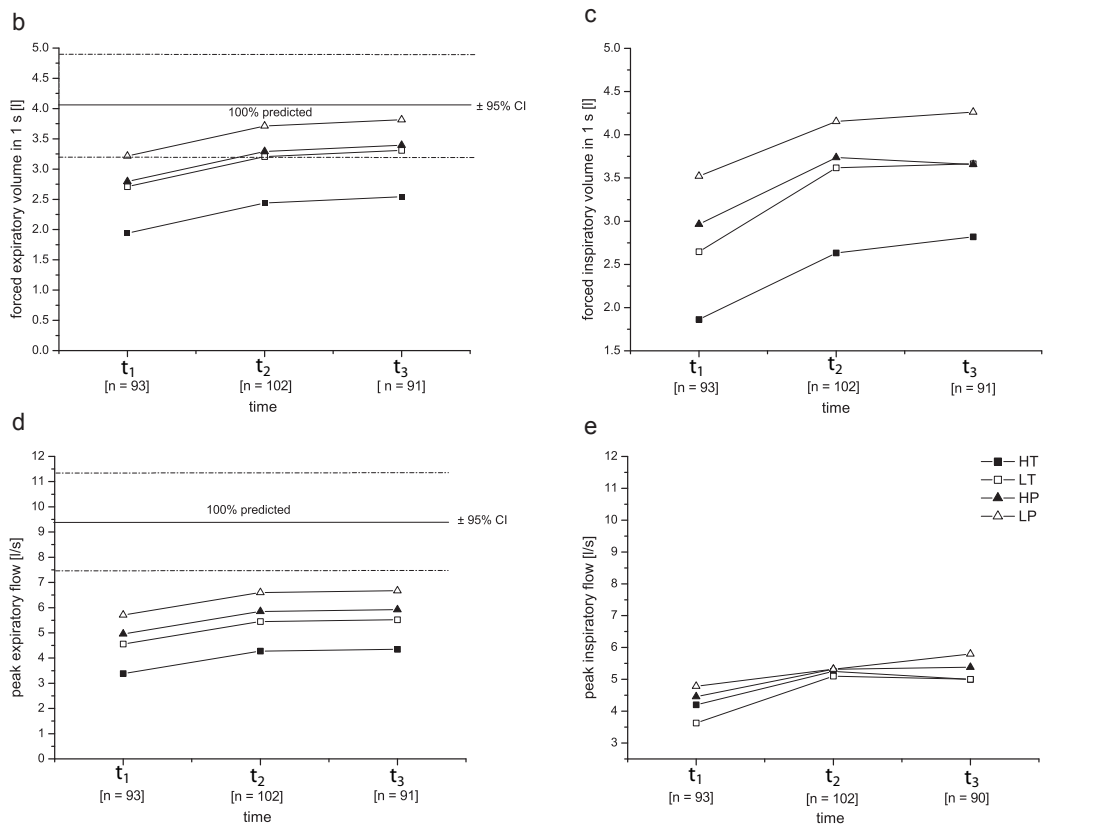 b
5.0
4.5
4.0
3.5
3.0
2.5
2.0
1.5
1.0
0.5
0.0
forced expiratory volume in 1 s [l]
100% predicted
± 95% CI
t1
t2
t3
[n = 93]
[n = 102]
[ n = 91]
time
c
5.0
4.5
4.0
3.5
3.0
2.5
2.0
1.5
forced inspiratory volume in 1 s [l]
t1
t2
t3
[n = 93]
[n = 102]
[n = 91]
time
d
12
11
10
9
8
7
6
5
4
3
2
1
0
peak expiratory flow [l/s]
100% predicted
± 95% CI
t1
t2
t3
[n = 93]
[n = 102]
[n = 91]
time
e
12
11
10
9
8
7
6
5
4
3
peak inspiratory flow [l/s]
HT
LT
HP
LP
t1
t2
t3
[n = 93]
[n = 102]
[n = 90]
time